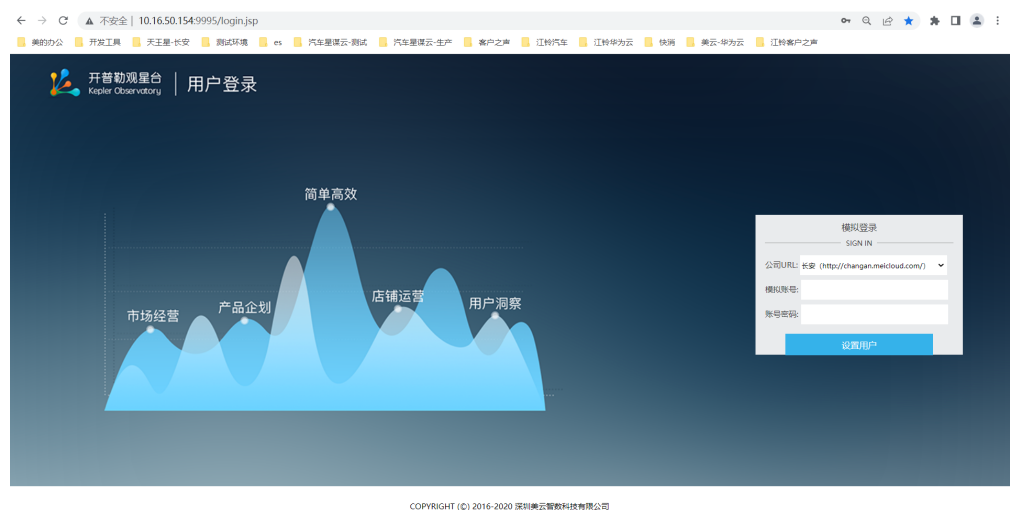 不安全 | 10.16.50.154:9995/login.jsp
美的办公 开发工具 天王星-长安 测试环境 es 汽车星谋云-测试 汽车星谋云-生产 客户之声 江铃汽车 江铃华为云 快消 美云-华为云 江铃客户之声
开普勒观星台
Kepler Observatory
用户登录
简单高效
市场经营
产品企划
店铺运营
用户洞察
模拟登录
SIGN IN
公司URL: 长安（http://changan.meicloud.com/）
模拟账号:
账号密码:
设置用户
COPYRIGHT (©) 2016-2020 深圳美云智数科技有限公司